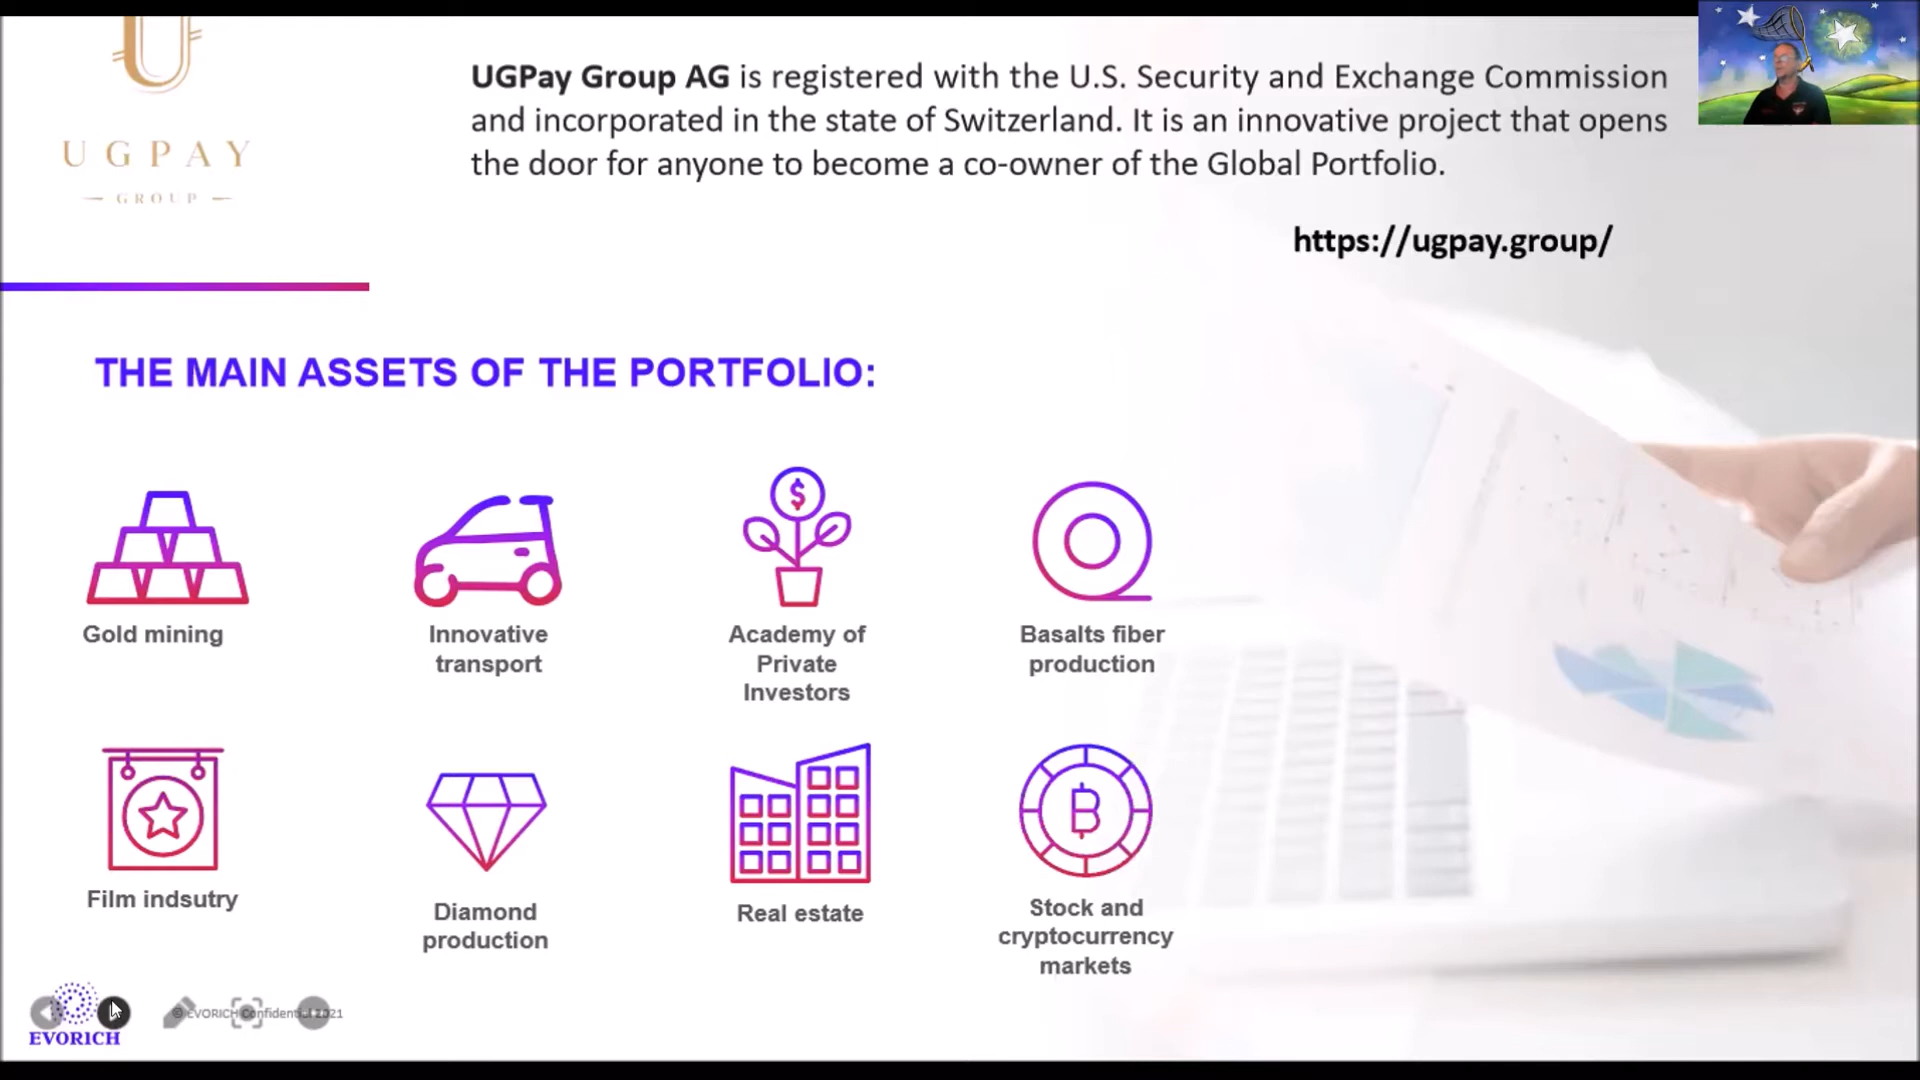 UGPAY
GROUP
UGPay Group AG is registered with the U.S. Security and Exchange Commission
and incorporated in the state of Switzerland. It is an innovative project that opens
the door for anyone to become a co-owner of the Global Portfolio.
https://ugpay.group/
THE MAIN ASSETS OF THE PORTFOLIO:
Gold mining
Innovative
transport
Academy of
Private
Investors
Basalts fiber
production
Film indsutry
Diamond
production
Real estate
Stock and
cryptocurrency
markets
EVORICH
© EVORICH Confidential 2021